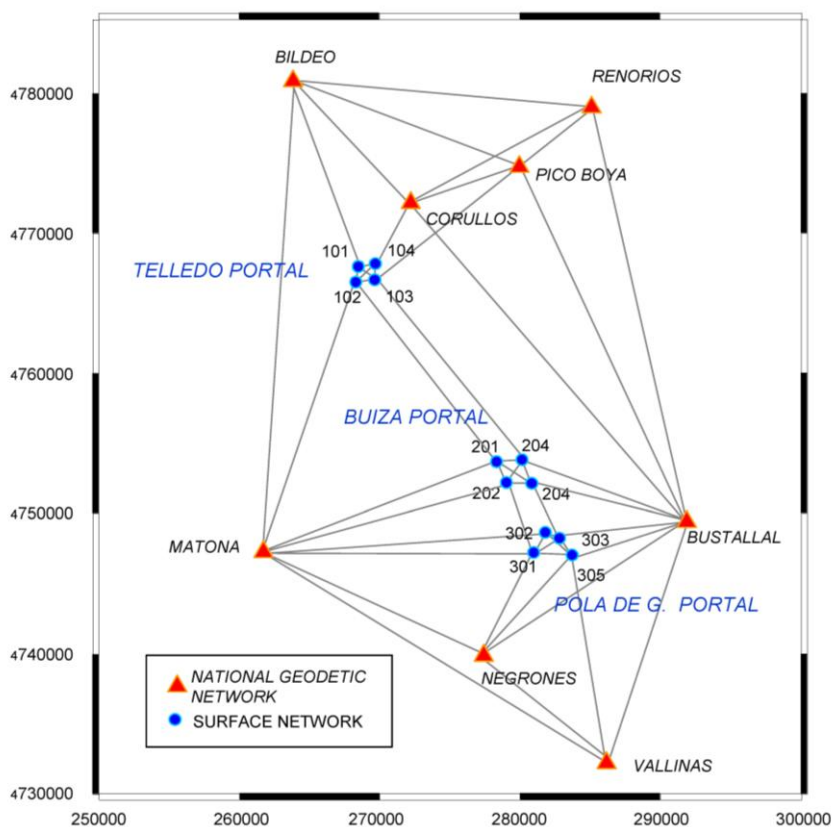 BILDEO
RENORIOS
4780000
PICO BOYA
CORULLOS
4770000
101
104
TELLEDO PORTAL
102
103
4760000
BUIZA PORTAL
201
204
202
204
4750000
302
303
BUSTALLAL
MATONA
301
305
POLA DE G. PORTAL
4740000
NATIONAL GEODETIC
NETWORK
NEGRONES
SURFACE NETWORK
VALLINAS
4730000
250000
260000
270000
280000
290000
300000